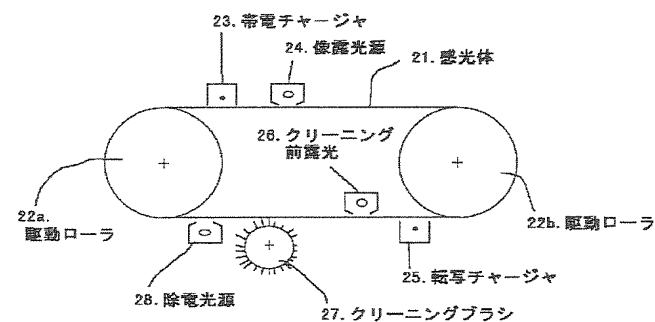 23. 帯電チャージャ
24. 像露光源
21. 感光体
26. クリーニング
前露光
22a.
駆動ローラ
22b. 駆動ローラ
25. 転写チャージャ
28. 除電光源
27. クリーニングブラシ